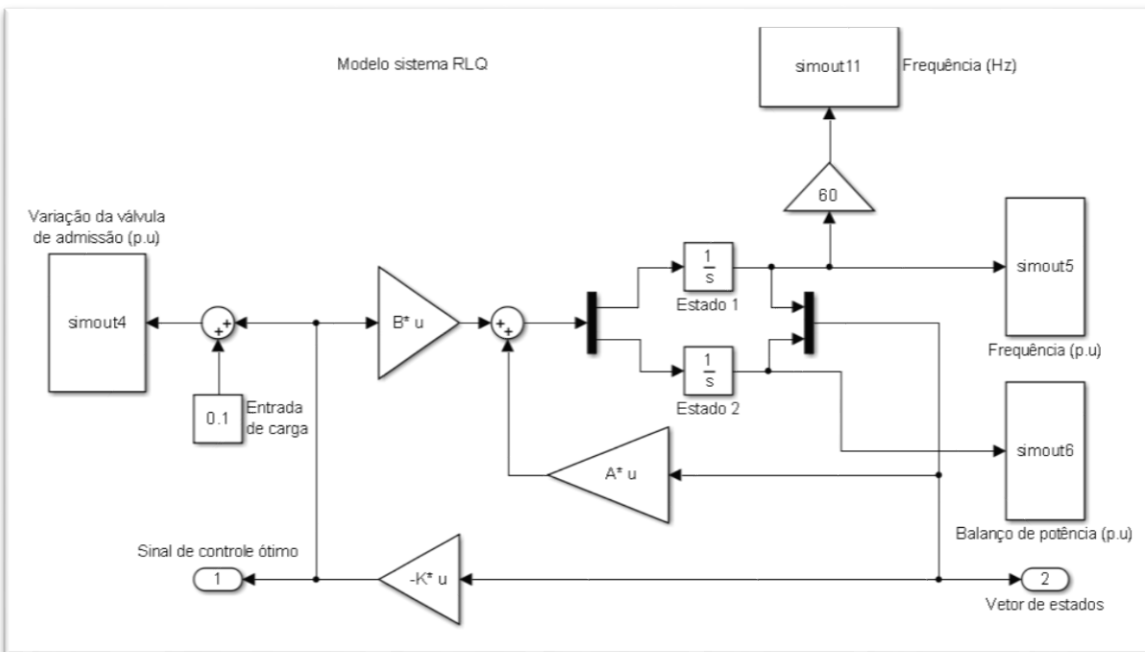 Modelo sistema RLQ
simout11
Frequência (Hz)
60
Variação da válvula
de admissão (p.u)
simout4
0.1
Entrada
de carga
B* u
1
s
Estado 1
1
s
Estado 2
simout5
Frequência (p.u)
simout6
Balanço de potência (p.u)
A* u
Sinal de controle ótimo
1
-K* u
2
Vetor de estados